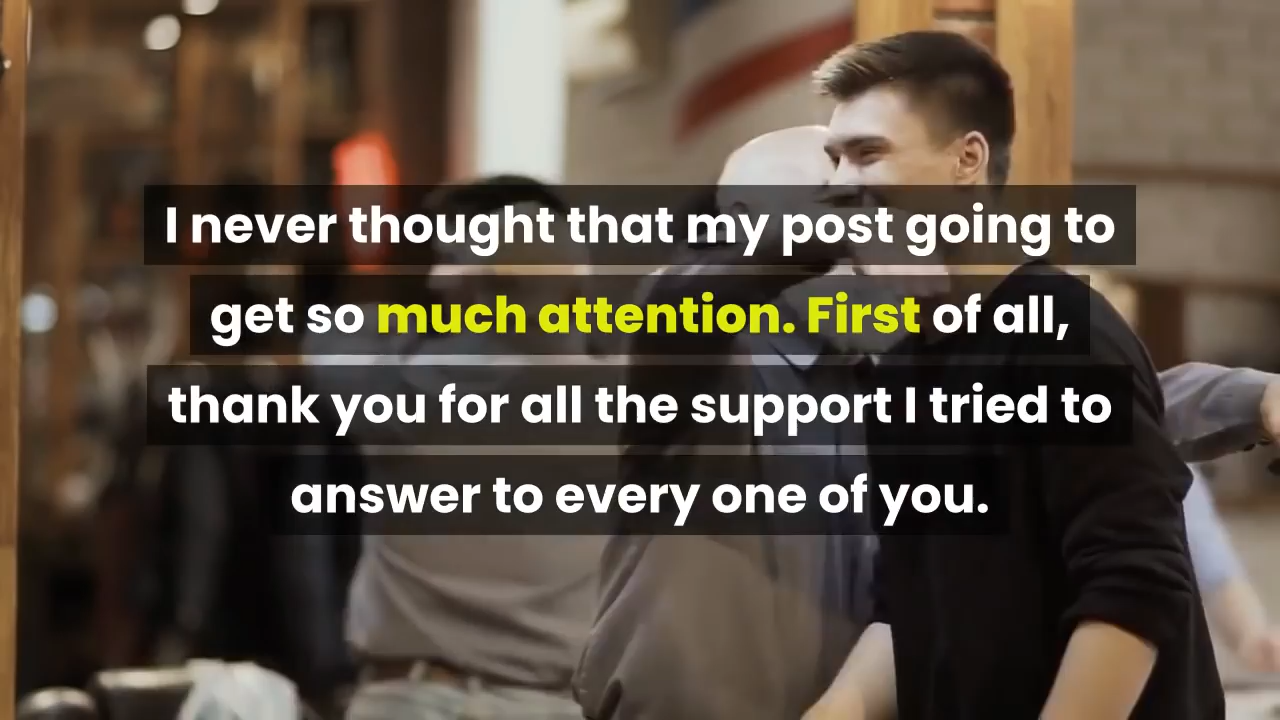 I never thought that my post going to
get so much attention. First of all,
thank you for all the support I tried to
answer to every one of you.